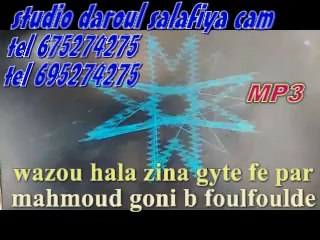 studio daroul salafiya cam
tel 675274275
tel 695274275
MP3
wazou hala zina gyte fe par
mahmoud goni b foulfoulde